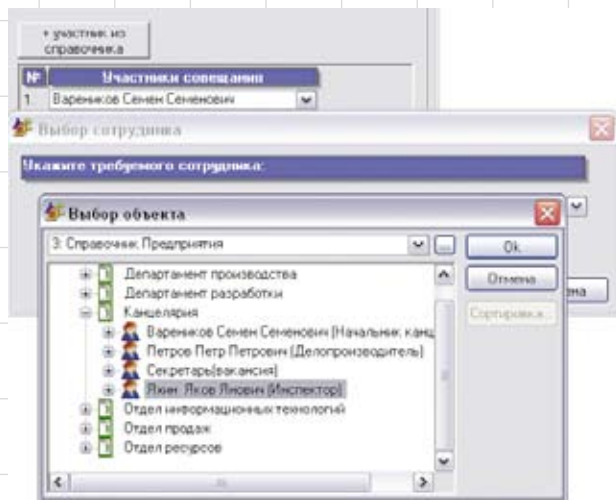 + участник из
справочника
№ Участники совещания
1 Вареников Семен Семенович
Выбор сотрудника
Укажите требуемого сотрудника:
Выбор объекта
3: Справочник Предприятия
...
Ok
Департамент производства
Отмена
Департамент разработки
на
Канцелярия
Сортировка...
Вареников Семен Семенович (Начальник канц
Петров Петр Петрович (Делопроизводитель)
Секретарь(вакансия)
Яков (Инспектор)
Отдел информационных технологий
Отдел продаж
Отдел ресурсов